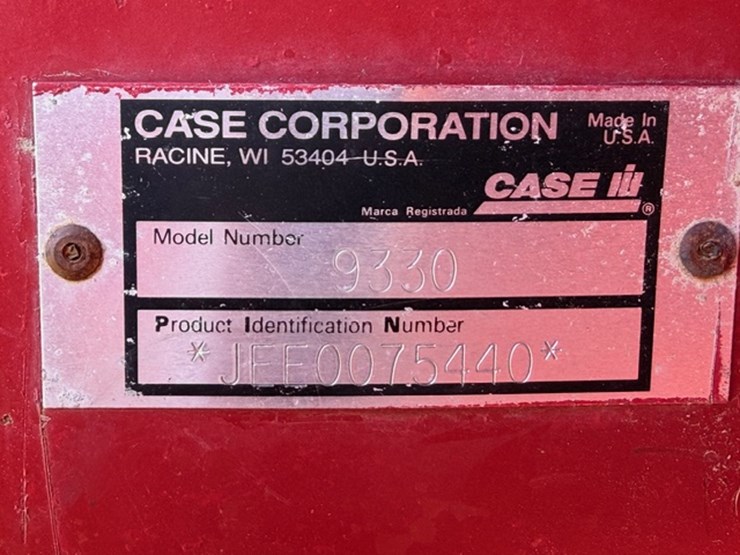 CASE CORPORATION
Made In
U.S.A.
RACINE, WI 53404 U.S.A.
CASE IH
Marca Registrada ®
Model Number
9330
Product Identification Number
*JEE0075440*